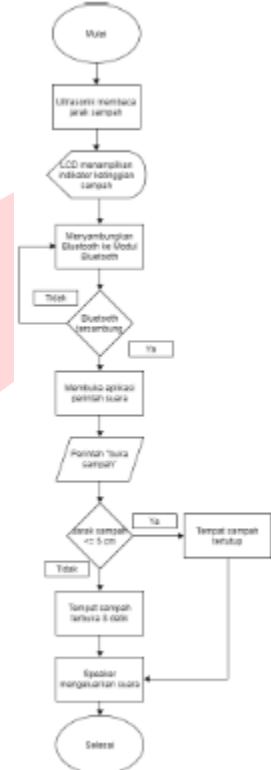 Mulai
Ultrasonik membaca
jarak sampah
LCD menampilkan
indikator ketinggian
sampah
Menyambungkan
Bluetooth ke Modul
Bluetooth
Tidak
Bluetooth
tersambung
Ya
Membuka aplikasi
perintah suara
Perintah "buka
sampah"
Jarak sampah
<= 5 cm
Ya
Tempat sampah
tertutup
Tidak
Tempat sampah
terbuka 8 detik
Speaker
mengeluarkan suara
Selesai